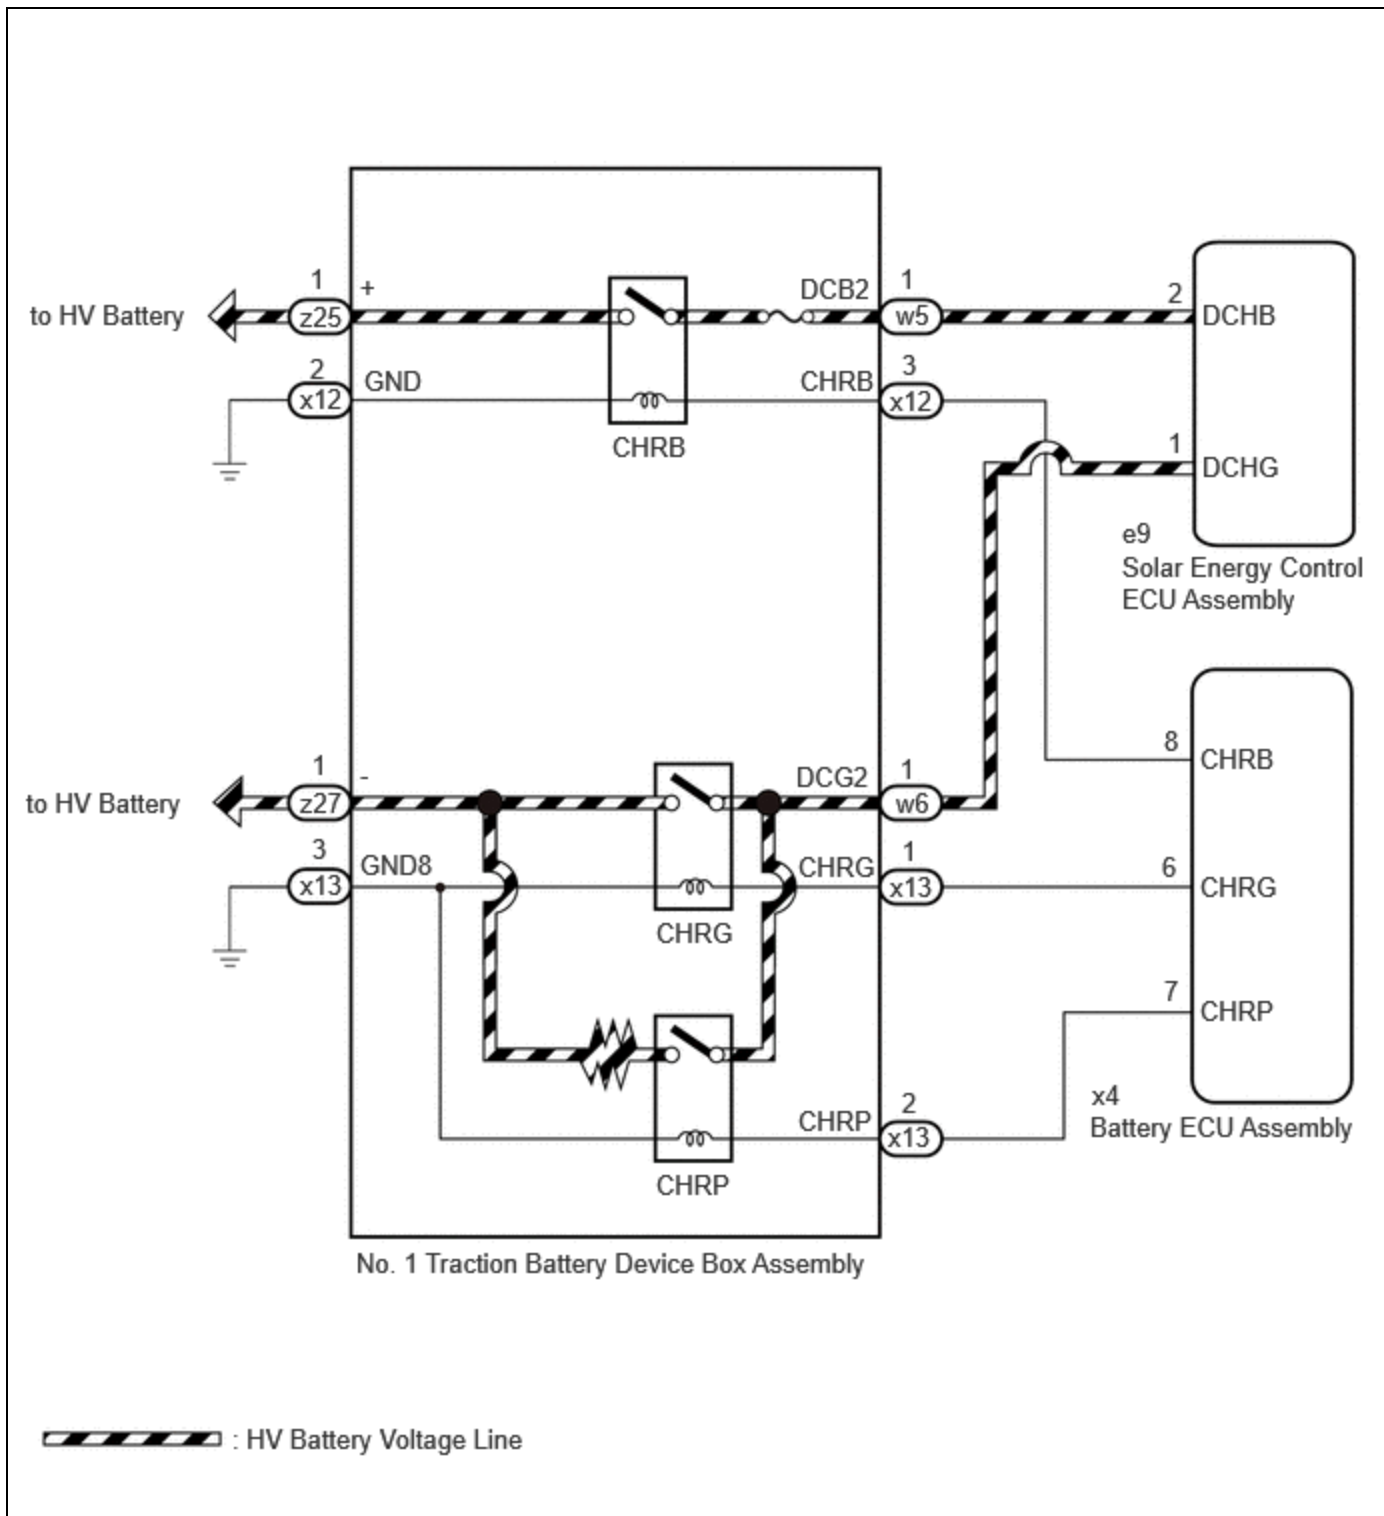 1
+
DCB2
1
2
to HV Battery
z25
w5
DCHB
2
GND
CHRB
3
x12
x12
CHRB
1
DCHG
e9
Solar Energy Control
ECU Assembly
1
-
DCG2
1
8
CHRB
to HV Battery
z27
w6
3
GND8
CHRG
1
6
x13
x13
CHRG
CHRG
7
CHRP
CHRP
2
x4
x13
Battery ECU Assembly
CHRP
No. 1 Traction Battery Device Box Assembly
: HV Battery Voltage Line